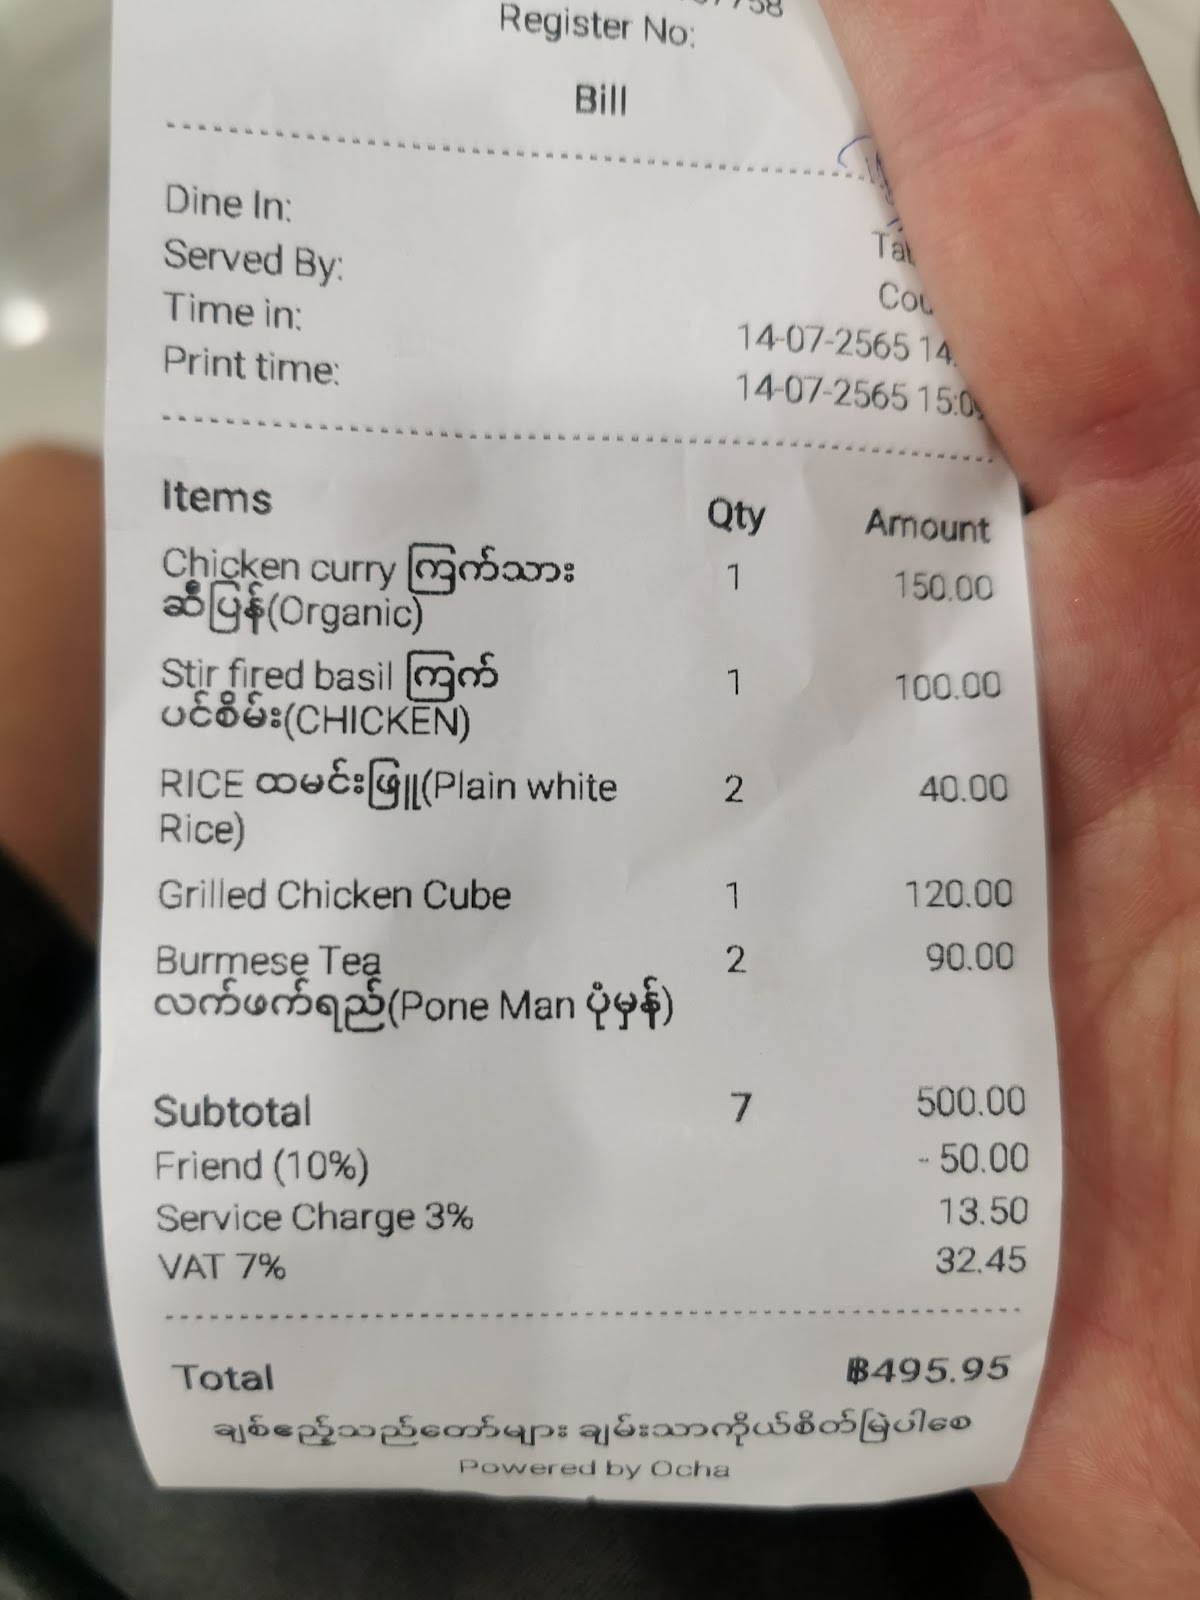 Register No:
Bill
Dine In:
Served By:
Time in: 14-07-2565
Print time: 14-07-2565
Items Qty Amount
Chicken curry ကြက်သား 1 150.00
ဆီပြန်(Organic)
Stir fired basil ကြက် 1 100.00
ပင်စိမ်း(CHICKEN)
RICE ထမင်းဖြူ(Plain white 2 40.00
Rice)
Grilled Chicken Cube 1 120.00
Burmese Tea 2 90.00
လက်ဖက်ရည်(Pone Man ပုံမှန်)
Subtotal 7 500.00
Friend (10%) - 50.00
Service Charge 3% 13.50
VAT 7% 32.45
Total ฿495.95
ချစ်ဧည့်သည်တော်များ ချမ်းသာကိုယ်စိတ်မြဲပါစေ
Powered by Ocha